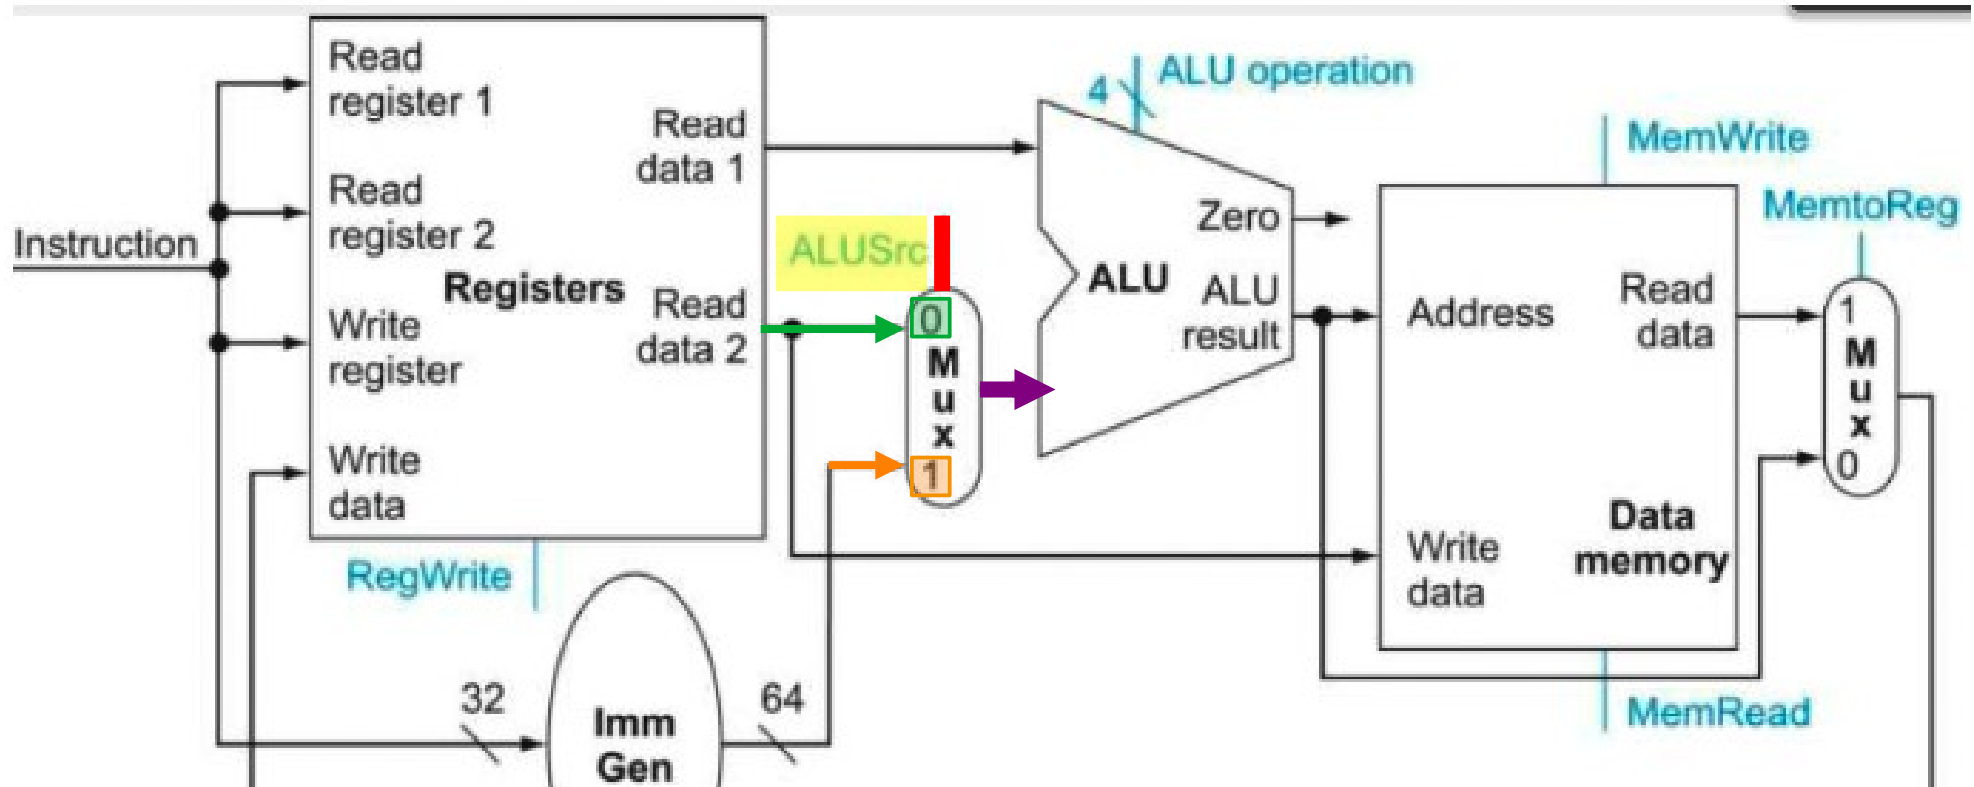 Instruction
Read
register 1
Read
register 2
Registers
Write
register
Write
data
Read
data 1
Read
data 2
RegWrite
32
Imm
Gen
64
ALUSrc
0
M
u
x
1
4
ALU operation
Zero
ALU
ALU
result
MemWrite
Address
Read
data
Write
data
Data
memory
MemRead
MemtoReg
1
M
u
x
0